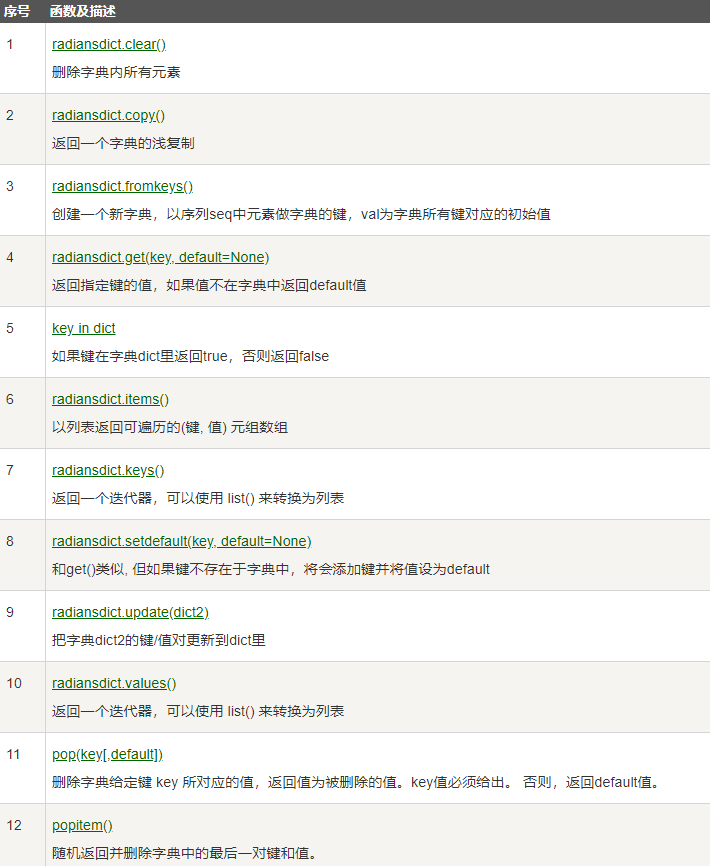 序号 函数及描述
1 radiansdict.clear()
删除字典内所有元素
2 radiansdict.copy()
返回一个字典的浅复制
3 radiansdict.fromkeys()
创建一个新字典，以序列seq中元素做字典的键，val为字典所有键对应的初始值
4 radiansdict.get(key, default=None)
返回指定键的值，如果值不在字典中返回default值
5 key in dict
如果键在字典dict里返回true，否则返回false
6 radiansdict.items()
以列表返回可遍历的(键, 值) 元组数组
7 radiansdict.keys()
返回一个迭代器，可以使用 list() 来转换为列表
8 radiansdict.setdefault(key, default=None)
和get()类似, 但如果键不存在于字典中，将会添加键并将值设为default
9 radiansdict.update(dict2)
把字典dict2的键/值对更新到dict里
10 radiansdict.values()
返回一个迭代器，可以使用 list() 来转换为列表
11 pop(key[,default])
删除字典给定键 key 所对应的值，返回值为被删除的值。key值必须给出。 否则，返回default值。
12 popitem()
随机返回并删除字典中的最后一对键和值。